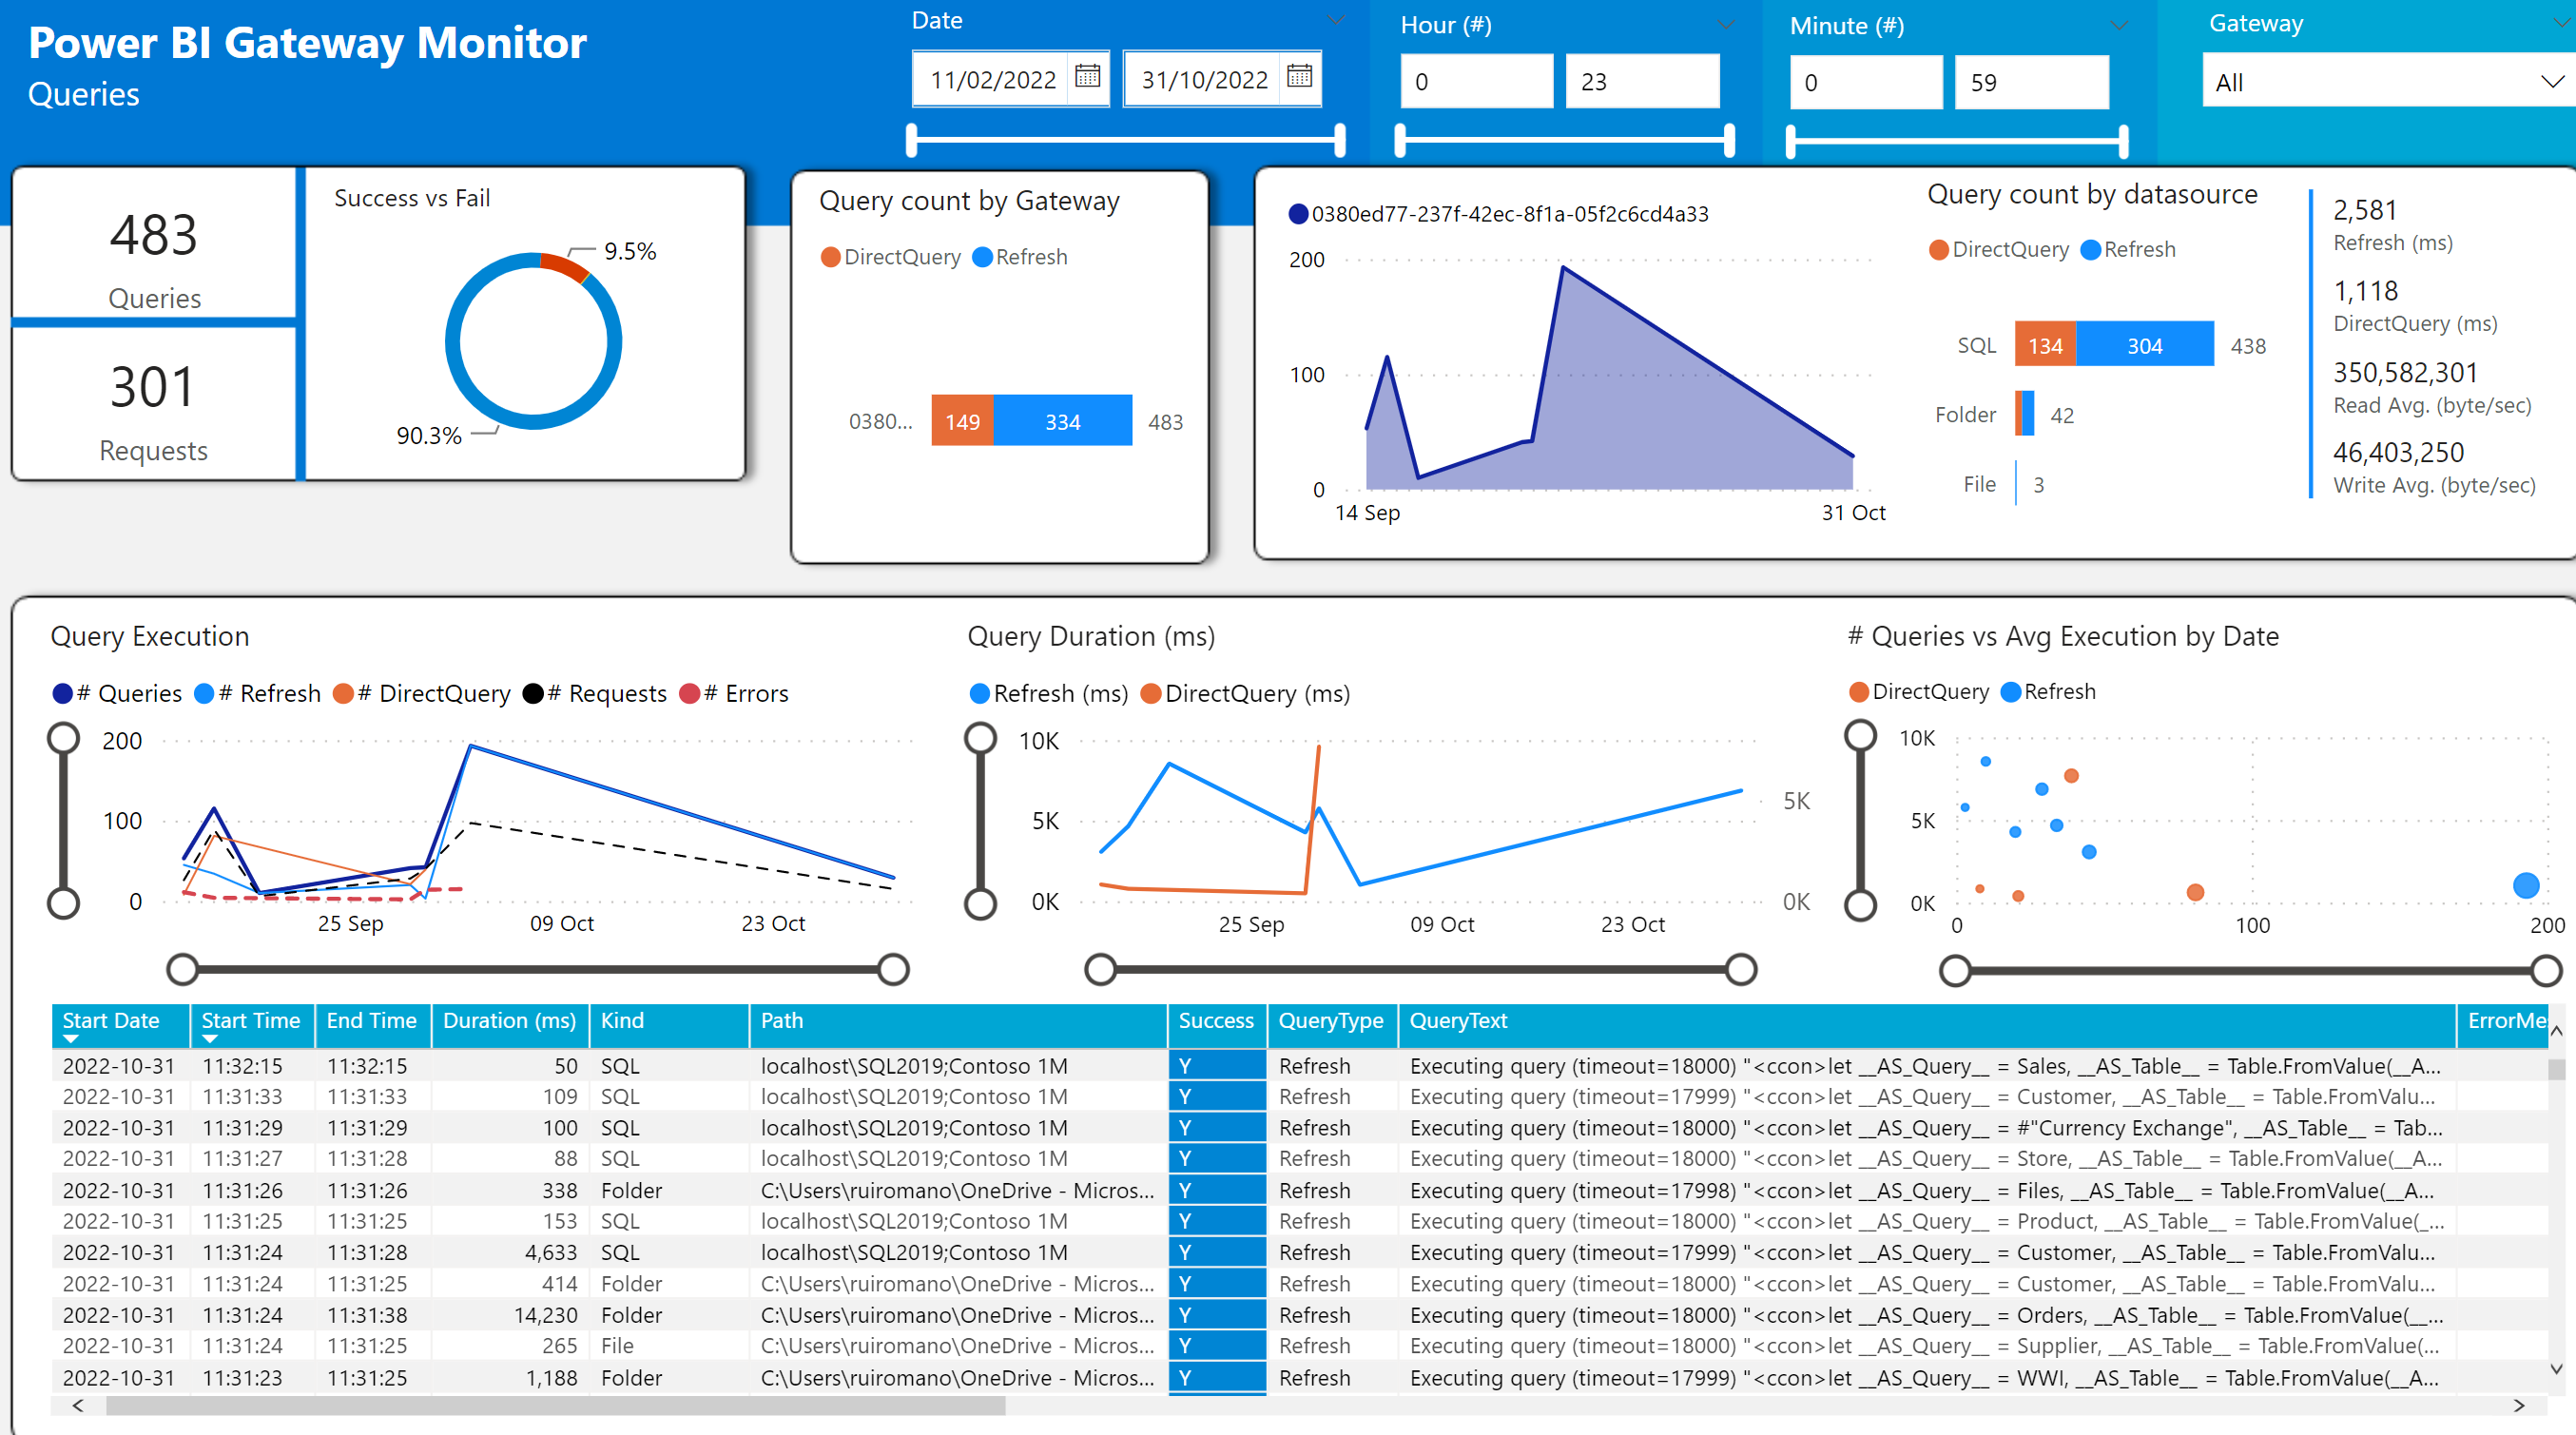 Power BI Gateway Monitor
Queries
Date
11/02/2022
31/10/2022
Hour (#)
0
23
Minute (#)
0
59
Gateway
All
483
Queries
301
Requests
Success vs Fail
9.5%
90.3%
Query count by Gateway
DirectQuery Refresh
0380... 149 334 483
0380ed77-237f-42ec-8f1a-05f2c6cd4a33
200
100
0
14 Sep 31 Oct
Query count by datasource
DirectQuery Refresh
SQL 134 304 438
Folder 42
File 3
2,581
Refresh (ms)
1,118
DirectQuery (ms)
350,582,301
Read Avg. (byte/sec)
46,403,250
Write Avg. (byte/sec)
Query Execution
# Queries # Refresh # DirectQuery # Requests # Errors
200
100
0
25 Sep 09 Oct 23 Oct
Query Duration (ms)
Refresh (ms) DirectQuery (ms)
10K
5K
0K
5K
0K
25 Sep 09 Oct 23 Oct
# Queries vs Avg Execution by Date
DirectQuery Refresh
10K
5K
0K
0 100 200
Start Date Start Time End Time Duration (ms) Kind Path Success QueryType QueryText ErrorMe
2022-10-31 11:32:15 11:32:15 50 SQL localhost\SQL2019;Contoso 1M Y Refresh Executing query (timeout=18000) "<ccon>let __AS_Query__ = Sales, __AS_Table__ = Table.FromValue(__A...
2022-10-31 11:31:33 11:31:33 109 SQL localhost\SQL2019;Contoso 1M Y Refresh Executing query (timeout=17999) "<ccon>let __AS_Query__ = Customer, __AS_Table__ = Table.FromValu...
2022-10-31 11:31:29 11:31:29 100 SQL localhost\SQL2019;Contoso 1M Y Refresh Executing query (timeout=18000) "<ccon>let __AS_Query__ = #"Currency Exchange", __AS_Table__ = Tab...
2022-10-31 11:31:27 11:31:28 88 SQL localhost\SQL2019;Contoso 1M Y Refresh Executing query (timeout=18000) "<ccon>let __AS_Query__ = Store, __AS_Table__ = Table.FromValue(__A...
2022-10-31 11:31:26 11:31:26 338 Folder C:\Users\ruiromano\OneDrive - Micros... Y Refresh Executing query (timeout=17998) "<ccon>let __AS_Query__ = Files, __AS_Table__ = Table.FromValue(__A...
2022-10-31 11:31:25 11:31:25 153 SQL localhost\SQL2019;Contoso 1M Y Refresh Executing query (timeout=18000) "<ccon>let __AS_Query__ = Product, __AS_Table__ = Table.FromValue(_...
2022-10-31 11:31:24 11:31:28 4,633 SQL localhost\SQL2019;Contoso 1M Y Refresh Executing query (timeout=17999) "<ccon>let __AS_Query__ = Customer, __AS_Table__ = Table.FromValu...
2022-10-31 11:31:24 11:31:25 414 Folder C:\Users\ruiromano\OneDrive - Micros... Y Refresh Executing query (timeout=18000) "<ccon>let __AS_Query__ = Customer, __AS_Table__ = Table.FromValu...
2022-10-31 11:31:24 11:31:38 14,230 Folder C:\Users\ruiromano\OneDrive - Micros... Y Refresh Executing query (timeout=18000) "<ccon>let __AS_Query__ = Orders, __AS_Table__ = Table.FromValue(__...
2022-10-31 11:31:24 11:31:25 265 File C:\Users\ruiromano\OneDrive - Micros... Y Refresh Executing query (timeout=18000) "<ccon>let __AS_Query__ = Supplier, __AS_Table__ = Table.FromValue(...
2022-10-31 11:31:23 11:31:25 1,188 Folder C:\Users\ruiromano\OneDrive - Micros... Y Refresh Executing query (timeout=17999) "<ccon>let __AS_Query__ = WWI, __AS_Table__ = Table.FromValue(__A...